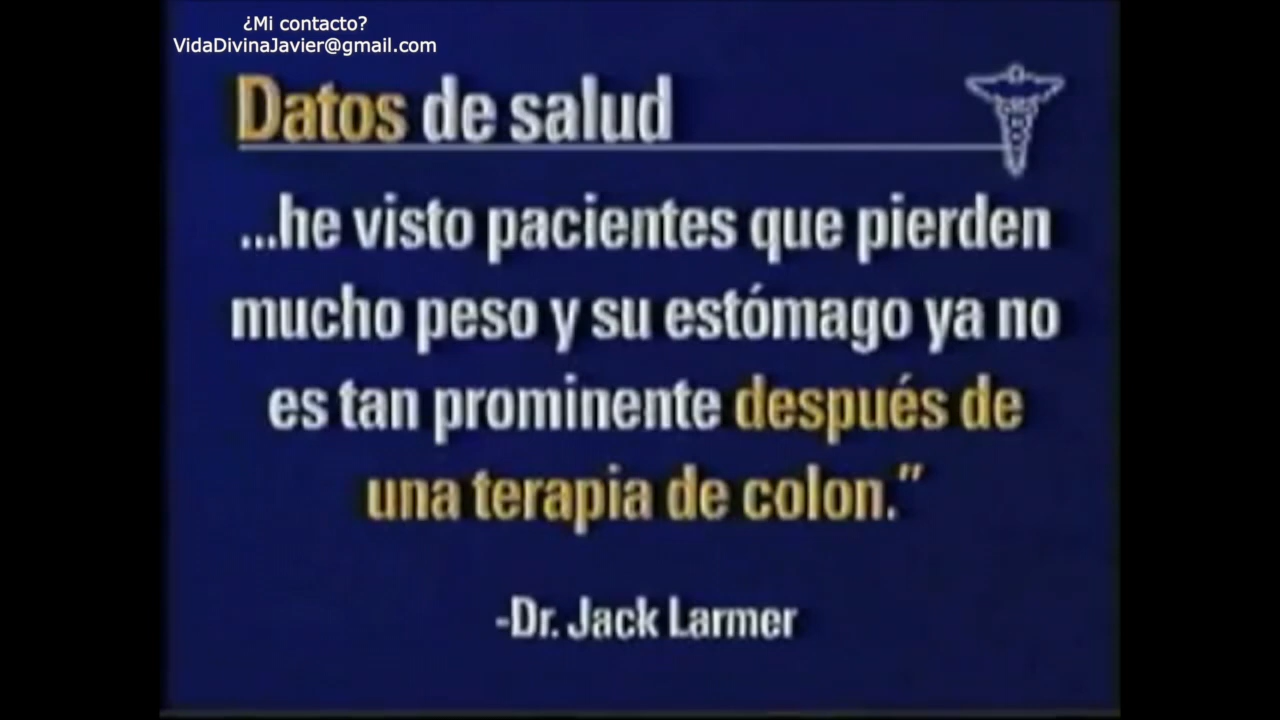 ¿Mi contacto?
VidaDivinaJavier@gmail.com
Datos de salud
...he visto pacientes que pierden
mucho peso y su estómago ya no
es tan prominente después de
una terapia de colon.”
-Dr. Jack Larmer